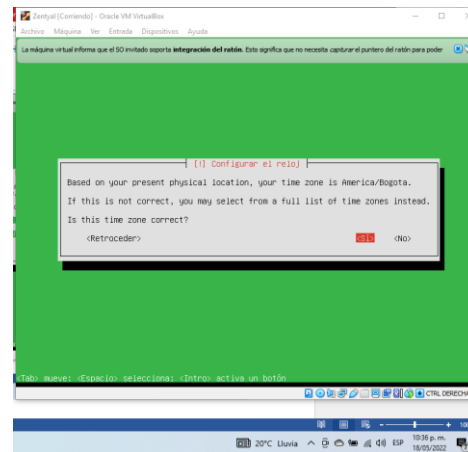 Zentyal [Corriendo] - Oracle VM VirtualBox
Archivo Máquina Ver Entrada Dispositivos Ayuda
La máquina virtual informa que el SO invitado soporta integración del ratón. Esto significa que no necesita capturar el puntero del ratón para poder
[!] Configurar el reloj
Based on your present physical location, your time zone is America/Bogota.
If this is not correct, you may select from a full list of time zones instead.
Is this time zone correct?
<Retroceder> <Sí> <No>
<Tab> mueve; <Espacio> selecciona; <Intro> activa un botón
CTRL DERECHA
20°C Lluvia ESP 10:36 p. m.
18/05/2022